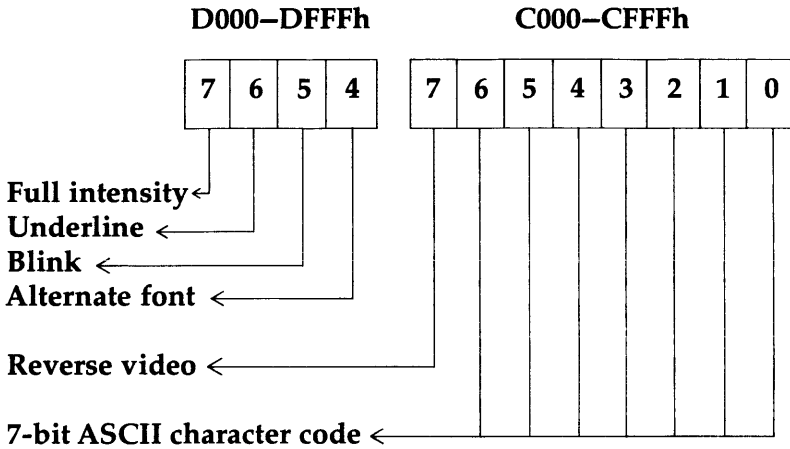 D000–DFFFh C000–CFFFh
7 6 5 4 7 6 5 4 3 2 1 0
Full intensity
Underline
Blink
Alternate font
Reverse video
7-bit ASCII character code